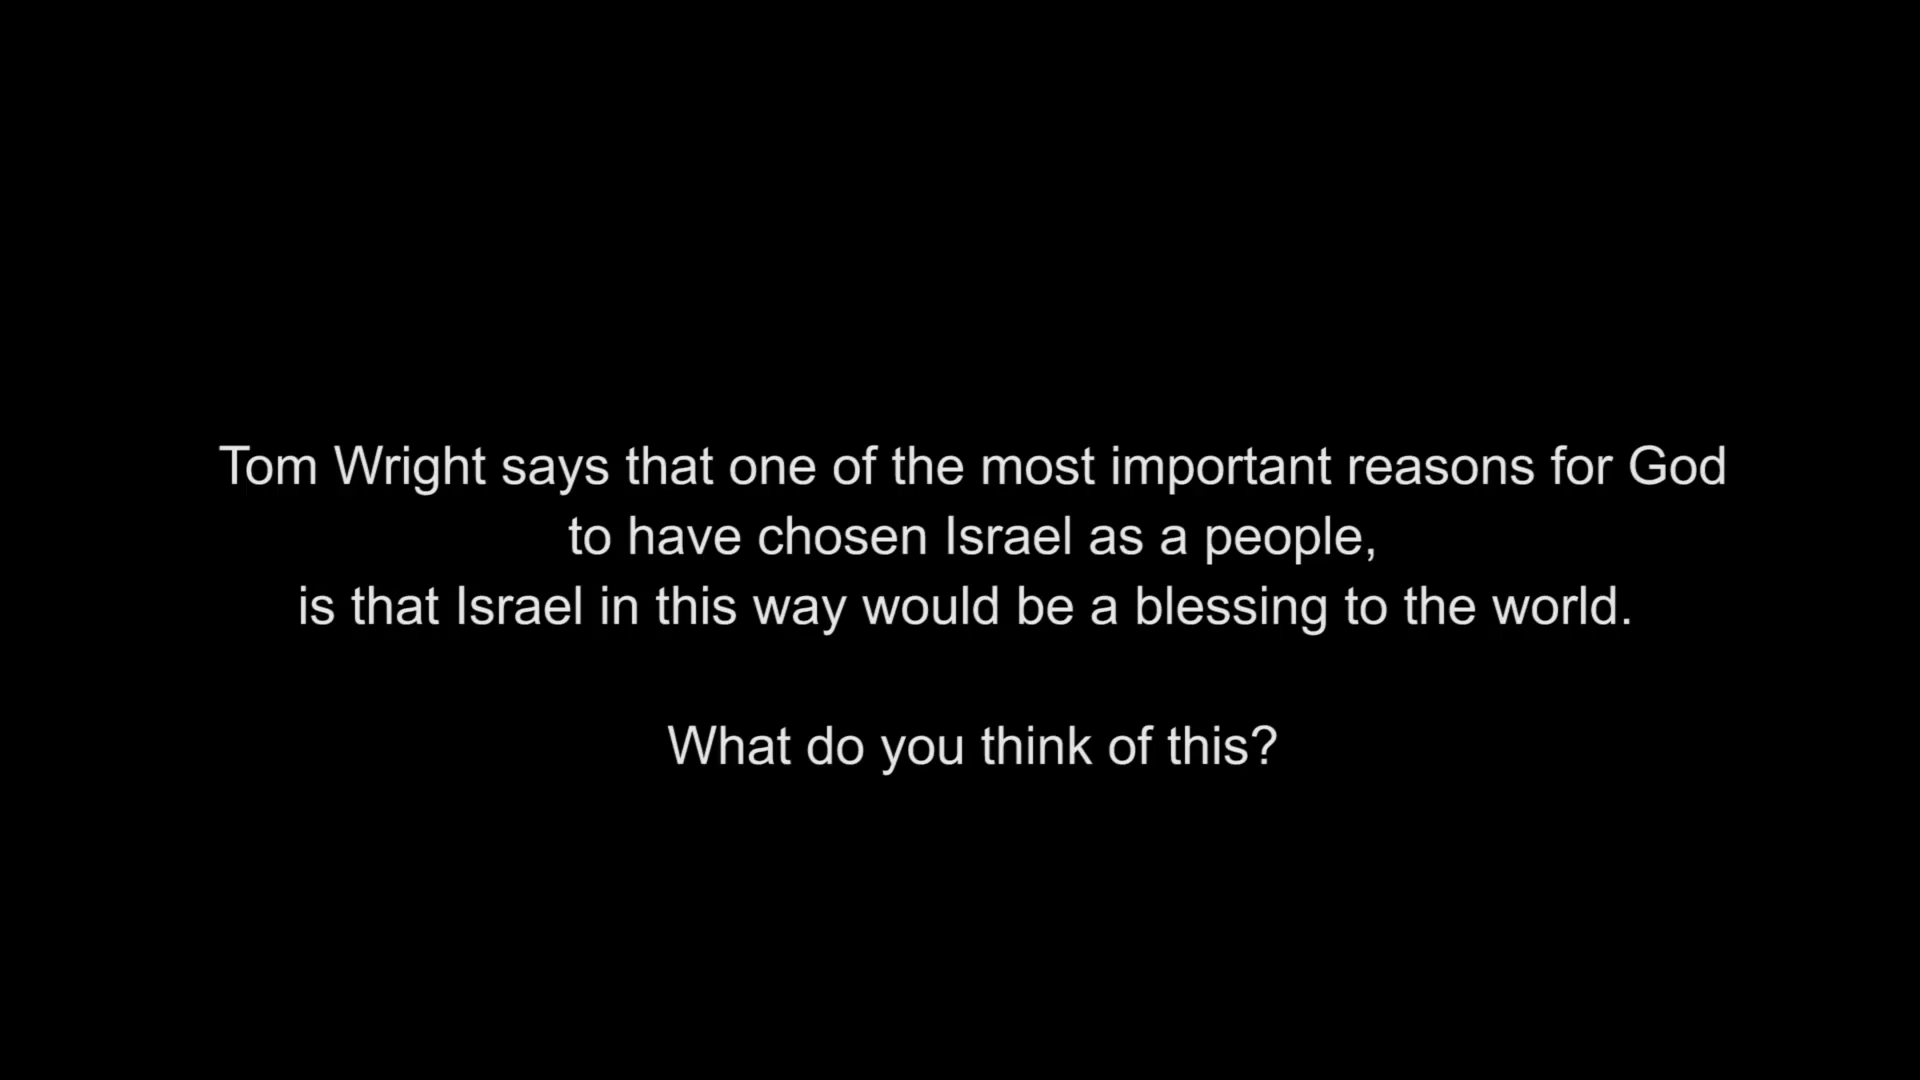 Tom Wright says that one of the most important reasons for God
to have chosen Israel as a people,
is that Israel in this way would be a blessing to the world.
What do you think of this?